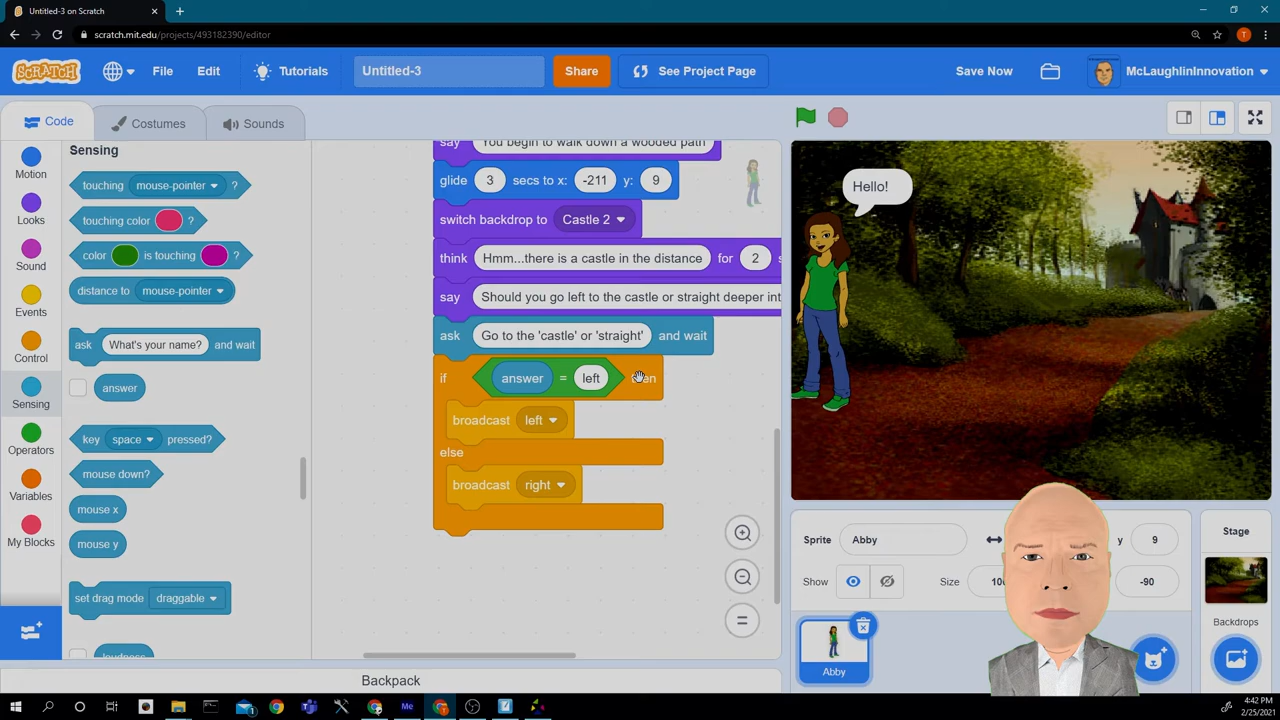 Untitled-3 on Scratch
scratch.mit.edu/projects/493182390/editor
SCRATCH
File
Edit
Tutorials
Untitled-3
Share
See Project Page
Save Now
McLaughlinInnovation
Code
Costumes
Sounds
Motion
Looks
Sound
Events
Control
Sensing
Operators
Variables
My Blocks
Sensing
touching mouse-pointer ?
touching color ?
color is touching ?
distance to mouse-pointer
ask What's your name? and wait
answer
key space pressed?
mouse down?
mouse x
mouse y
set drag mode draggable
loudness
say You begin to walk down a wooded path
glide 3 secs to x: -211 y: 9
switch backdrop to Castle 2
think Hmm...there is a castle in the distance for 2
say Should you go left to the castle or straight deeper
ask Go to the 'castle' or 'straight' and wait
if answer = left
broadcast left
else
broadcast right
Backpack
Hello!
Sprite Abby y 9
Show Size -90
Abby
Stage
Backdrops
4:42 PM
2/25/2021